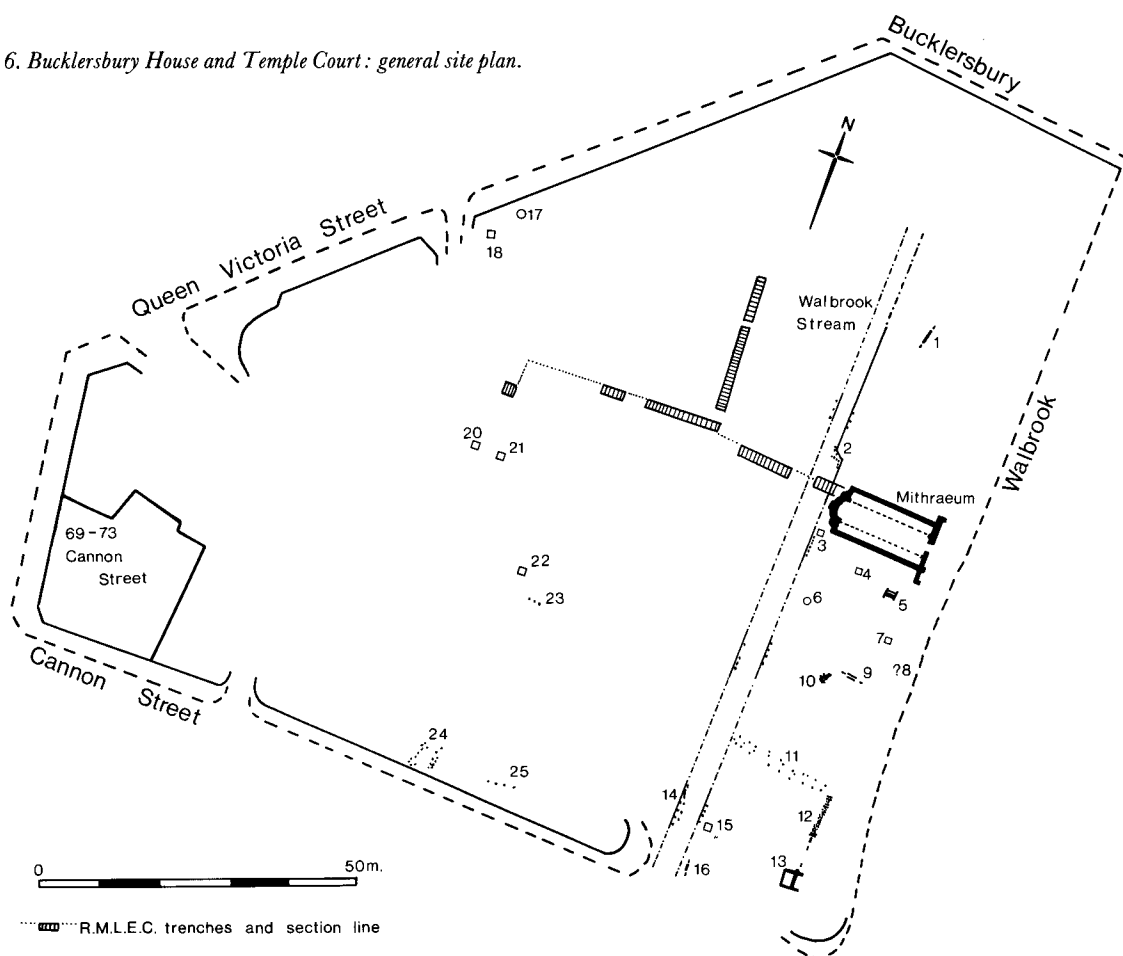 6. Bucklersbury House and Temple Court: general site plan.
Bucklersbury
N
Queen Victoria Street
17
18
Walbrook
Stream
1
Walbrook
20
21
2
Mithraeum
69-73
Cannon
Street
3
22
4
23
6
5
7
?8
10
9
Cannon Street
24
11
25
14
12
15
0
50m.
13
16
R.M.L.E.C. trenches and section line